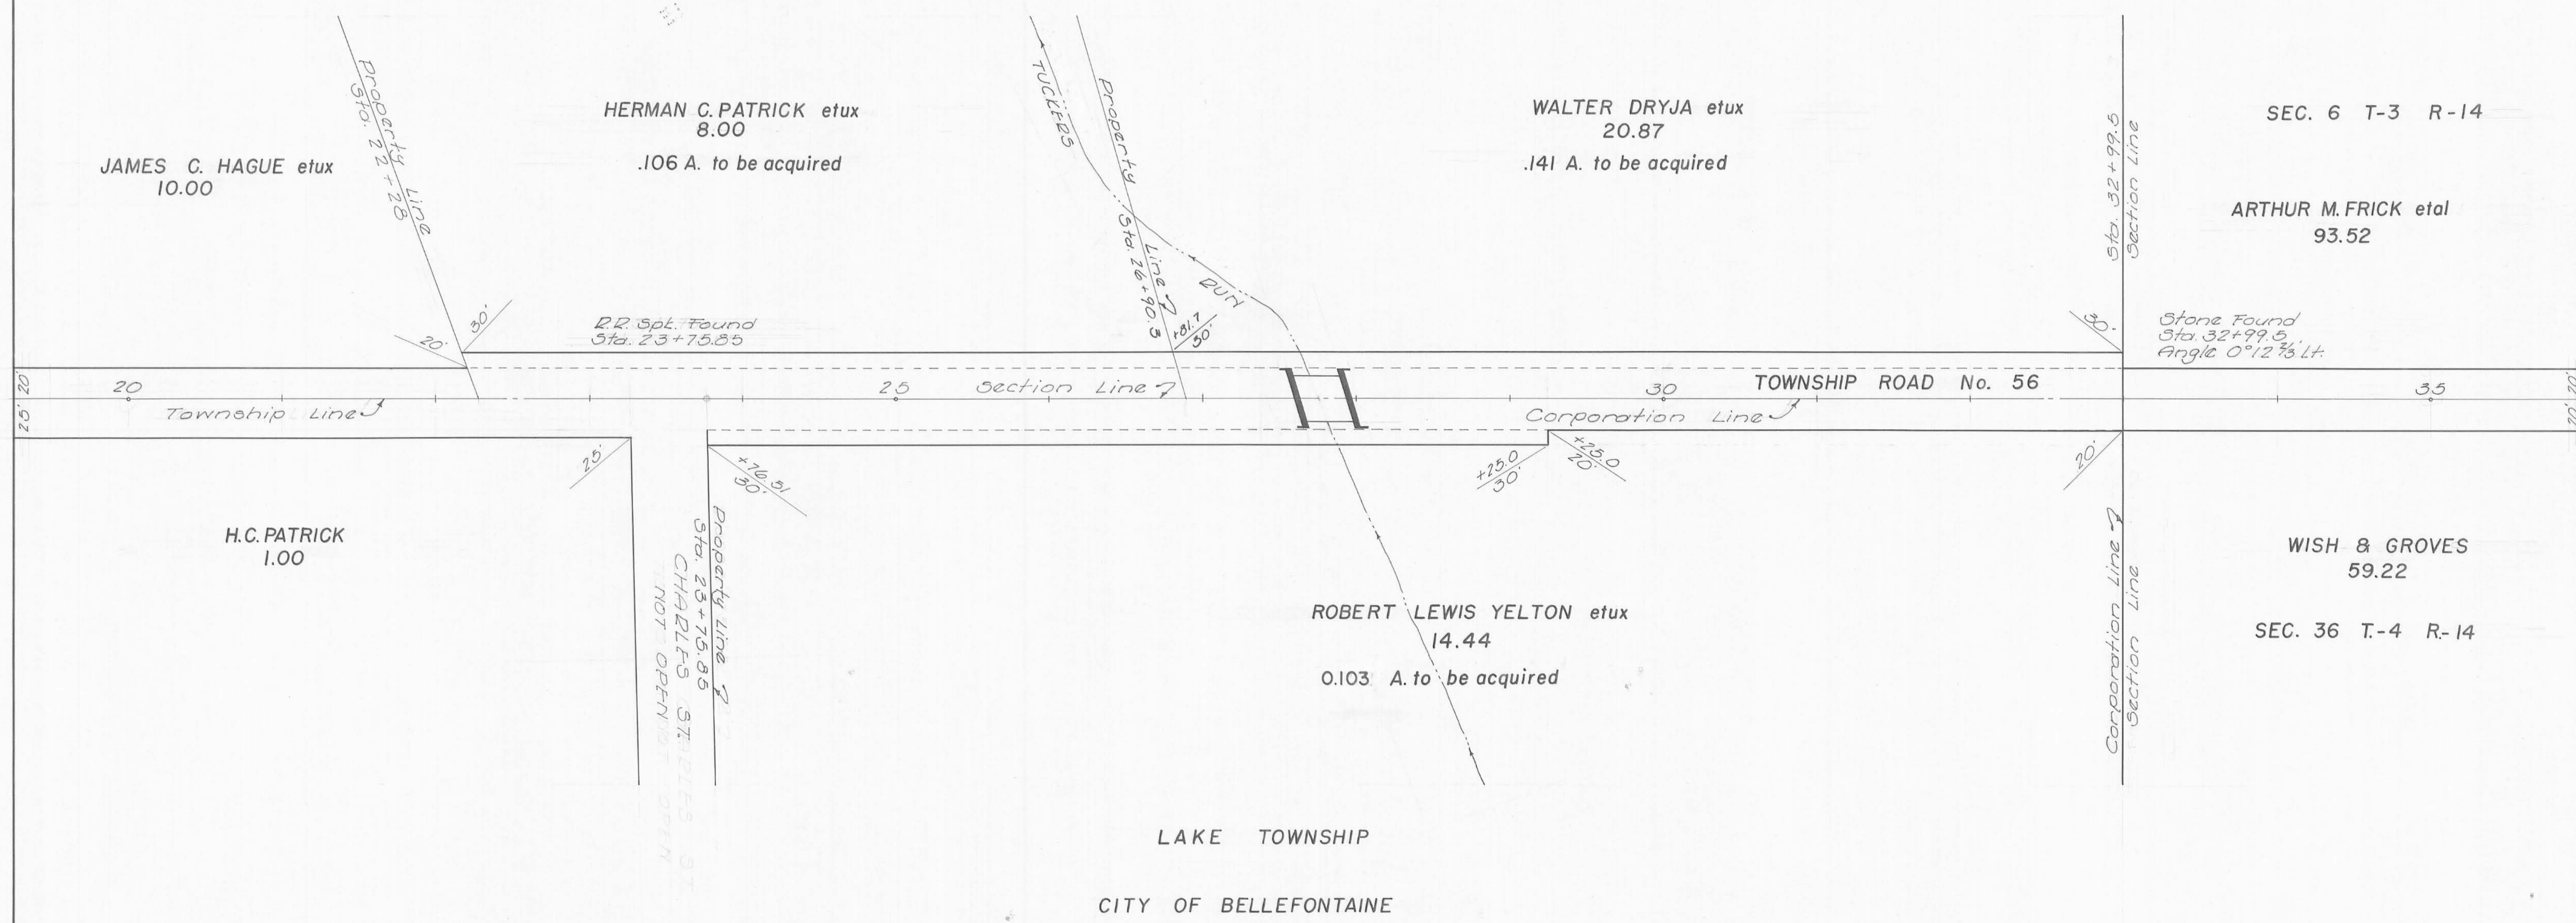 JAMES C. HAGUE etux
10.00
Property Line
Sta. 22+28
HERMAN C. PATRICK etux
8.00
.106 A. to be acquired
TUCKERS
RUN
Property Line
Sta. 26+90.3
WALTER DRYJA etux
20.87
.141 A. to be acquired
Sta. 32+99.5
Section Line
SEC. 6 T-3 R-14
ARTHUR M. FRICK etal
93.52
20'
30'
R.R. Spk. Found
Sta. 23+75.85
+81.7
30'
30'
Stone Found
Sta. 32+99.5
Angle 0°12⅔' Lt.
20'
25'
20
Township Line
25
Section Line
30
TOWNSHIP ROAD No. 56
Corporation Line
35
20'
20'
25'
+76.51
30'
+25.0
30'
+25.0
20'
20'
H.C. PATRICK
1.00
Property Line
Sta. 23+75.85
CHARLES ST.
NOT OPEN
ROBERT LEWIS YELTON etux
14.44
0.103 A. to be acquired
Corporation Line
Section Line
WISH & GROVES
59.22
SEC. 36 T.-4 R-14
LAKE TOWNSHIP
CITY OF BELLEFONTAINE